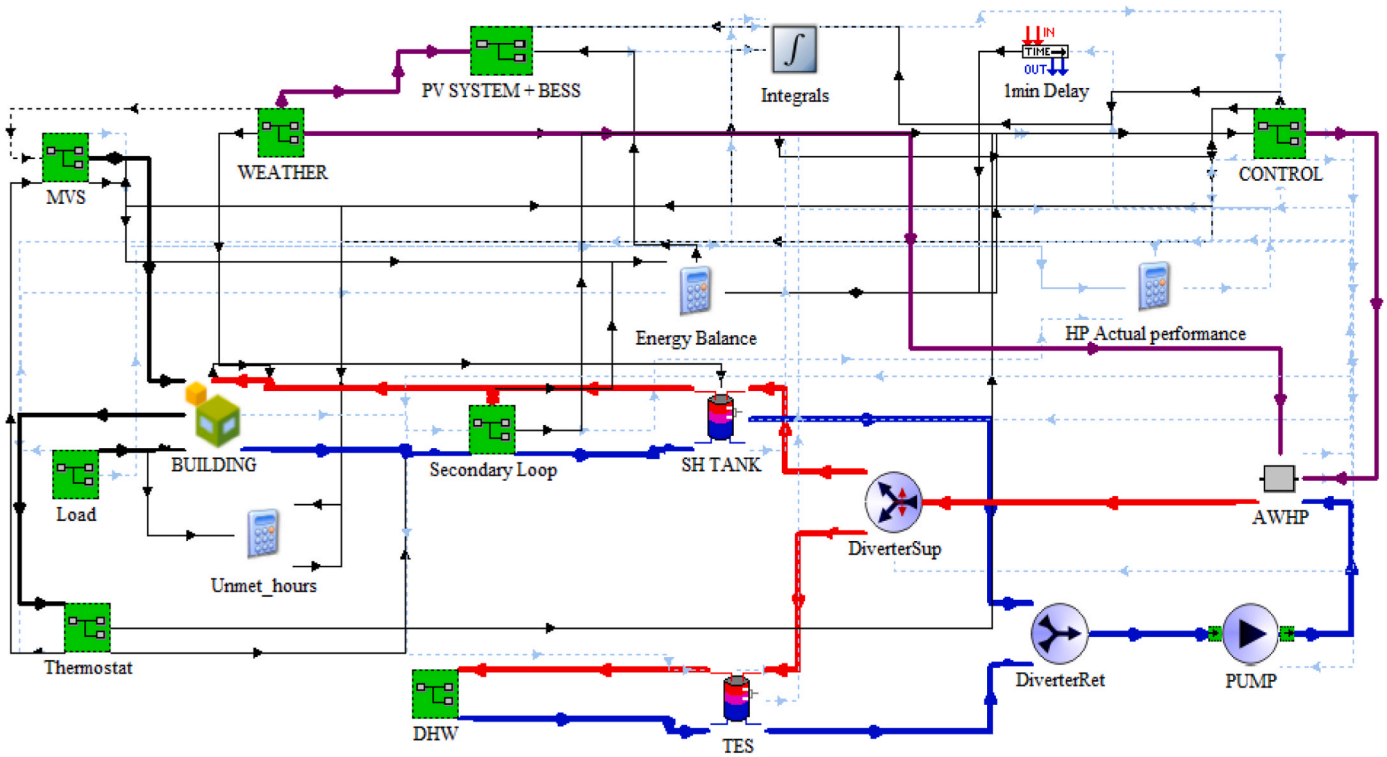 IN
TIME
OUT
PV SYSTEM + BESS
Integrals
1min Delay
WEATHER
CONTROL
MVS
Energy Balance
HP Actual performance
BUILDING
Secondary Loop
SH TANK
Load
DiverterSup
AWHP
Unmet_hours
Thermostat
DiverterRet
PUMP
DHW
TES